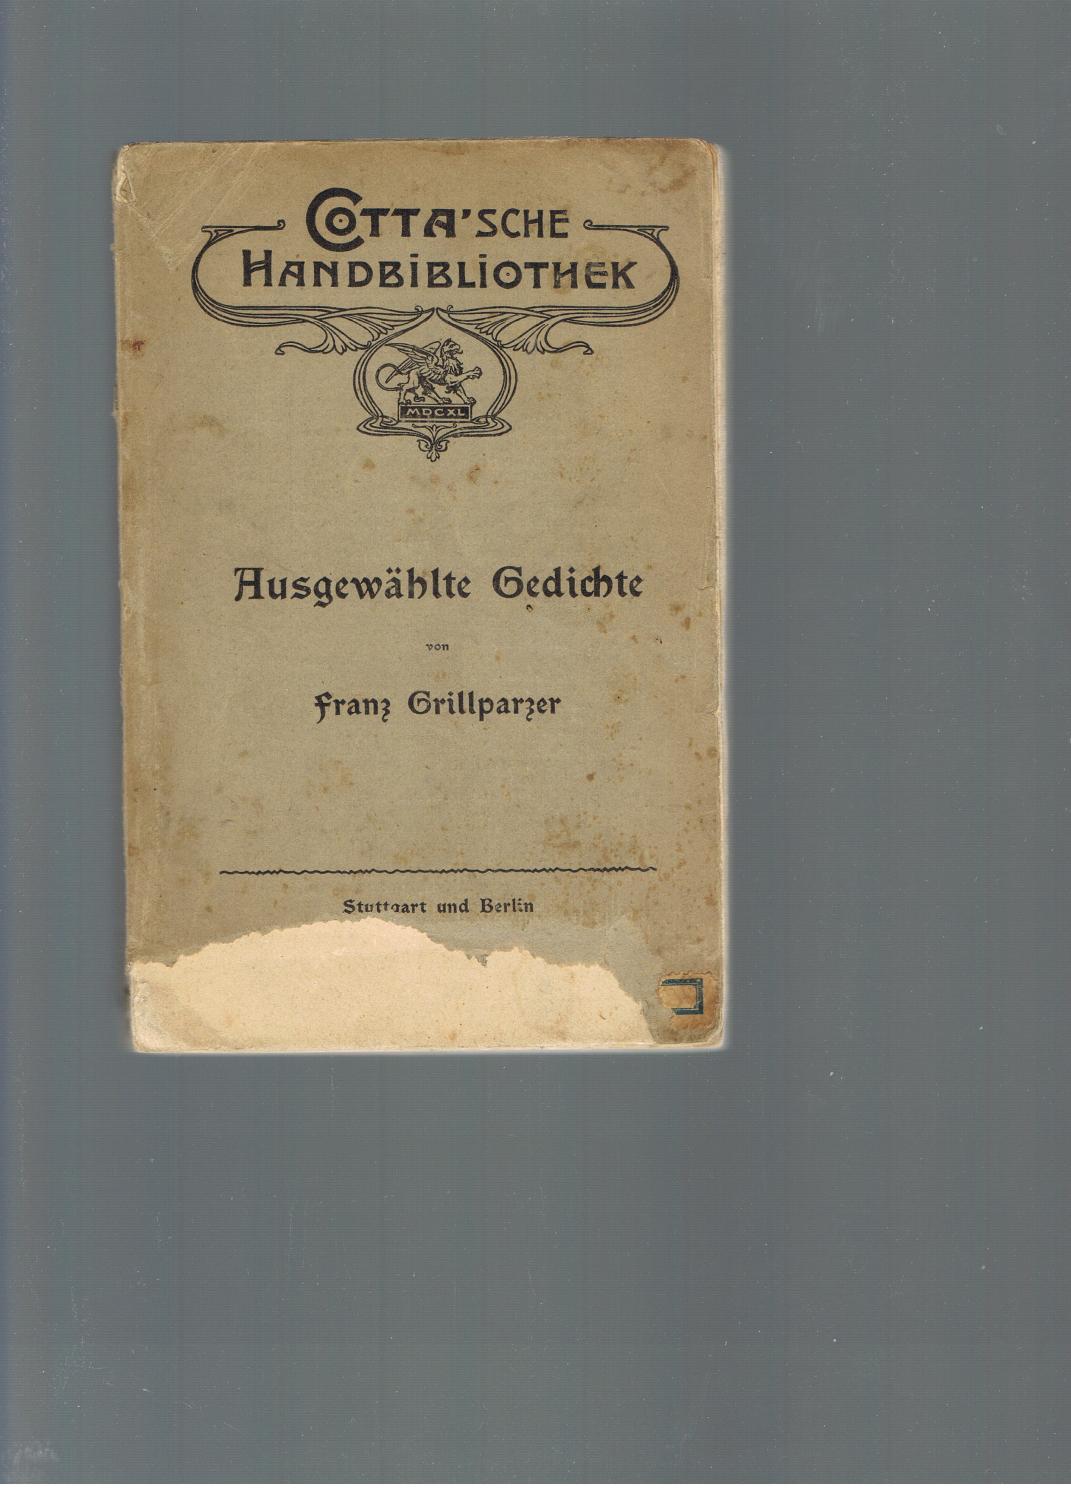 COTTA'SCHE
HANDBIBLIOTHEK
MDCXL
Ausgewählte Gedichte
von
Franz Grillparzer
Stuttgart und Berlin